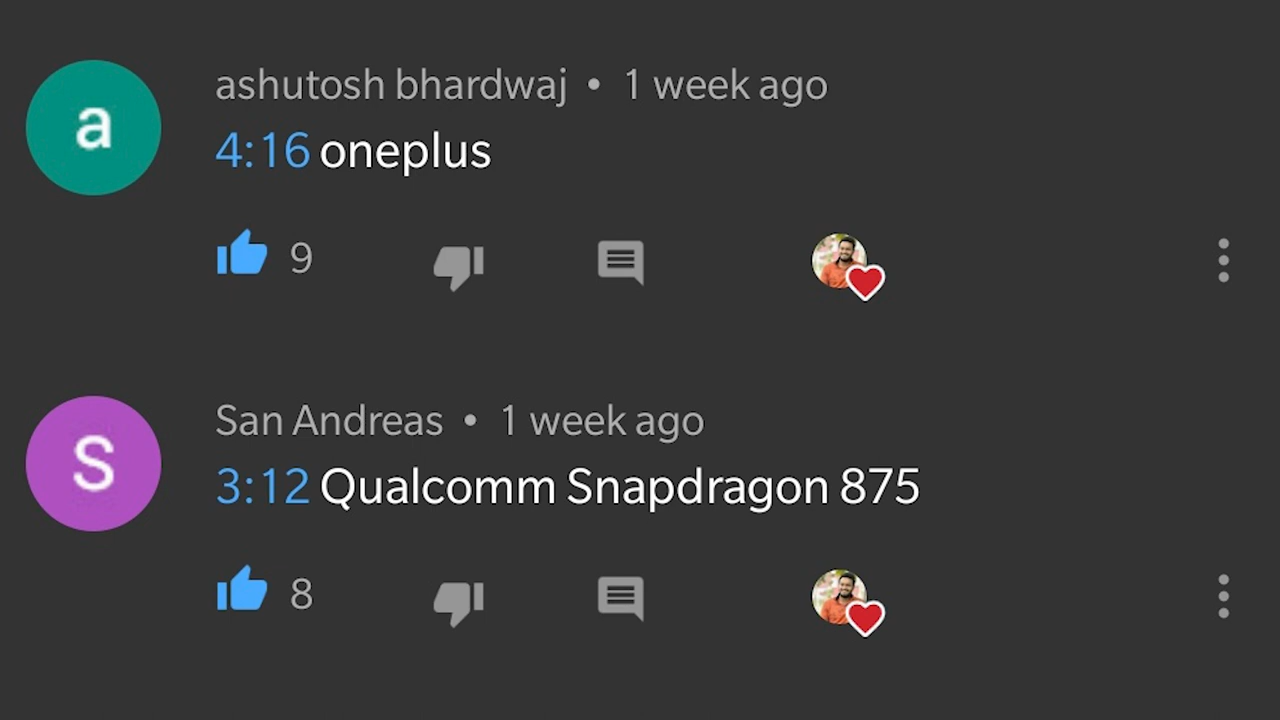 a
ashutosh bhardwaj • 1 week ago
4:16 oneplus
9
S
San Andreas • 1 week ago
3:12 Qualcomm Snapdragon 875
8